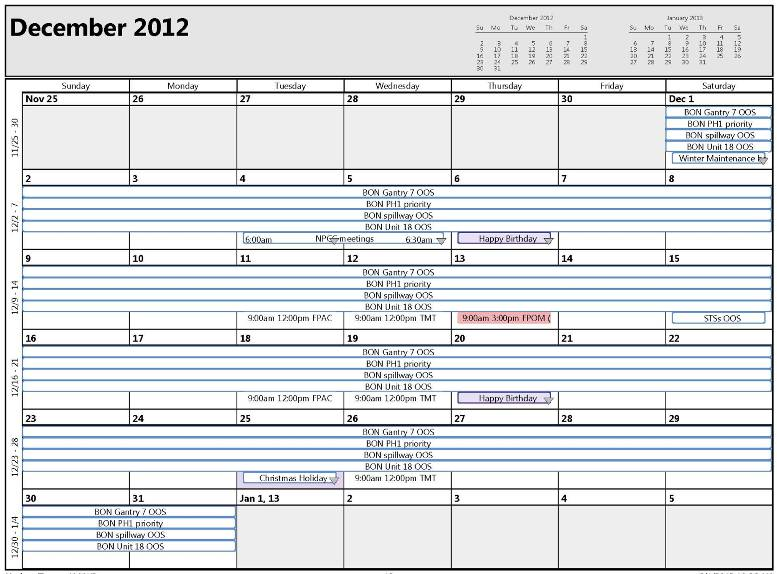 December 2012
December 2012
January 2013
Su Mo Tu We Th Fr Sa
1
2 3 4 5 6 7 8
9 10 11 12 13 14 15
16 17 18 19 20 21 22
23 24 25 26 27 28 29
30 31
Su Mo Tu We Th Fr Sa
1 2 3 4 5
6 7 8 9 10 11 12
13 14 15 16 17 18 19
20 21 22 23 24 25 26
27 28 29 30 31
Sunday Monday Tuesday Wednesday Thursday Friday Saturday
11/25 - 30
Nov 25 26 27 28 29 30 Dec 1
BON Gantry 7 OOS
BON PH1 priority
BON spillway OOS
BON Unit 18 OOS
Winter Maintenance
12/2 - 7
2 3 4 5 6 7 8
BON Gantry 7 OOS
BON PH1 priority
BON spillway OOS
BON Unit 18 OOS
6:00am meetings 6:30am Happy Birthday
12/9 - 14
9 10 11 12 13 14 15
BON Gantry 7 OOS
BON PH1 priority
BON spillway OOS
BON Unit 18 OOS
9:00am 12:00pm FPAC 9:00am 12:00pm TMT 9:00am 3:00pm FPOM ( STSs OOS
12/16 - 21
16 17 18 19 20 21 22
BON Gantry 7 OOS
BON PH1 priority
BON spillway OOS
BON Unit 18 OOS
9:00am 12:00pm FPAC 9:00am 12:00pm TMT Happy Birthday
12/23 - 28
23 24 25 26 27 28 29
BON Gantry 7 OOS
BON PH1 priority
BON spillway OOS
BON Unit 18 OOS
Christmas Holiday 9:00am 12:00pm TMT
12/30 - 1/4
30 31 Jan 1, 13 2 3 4 5
BON Gantry 7 OOS
BON PH1 priority
BON spillway OOS
BON Unit 18 OOS